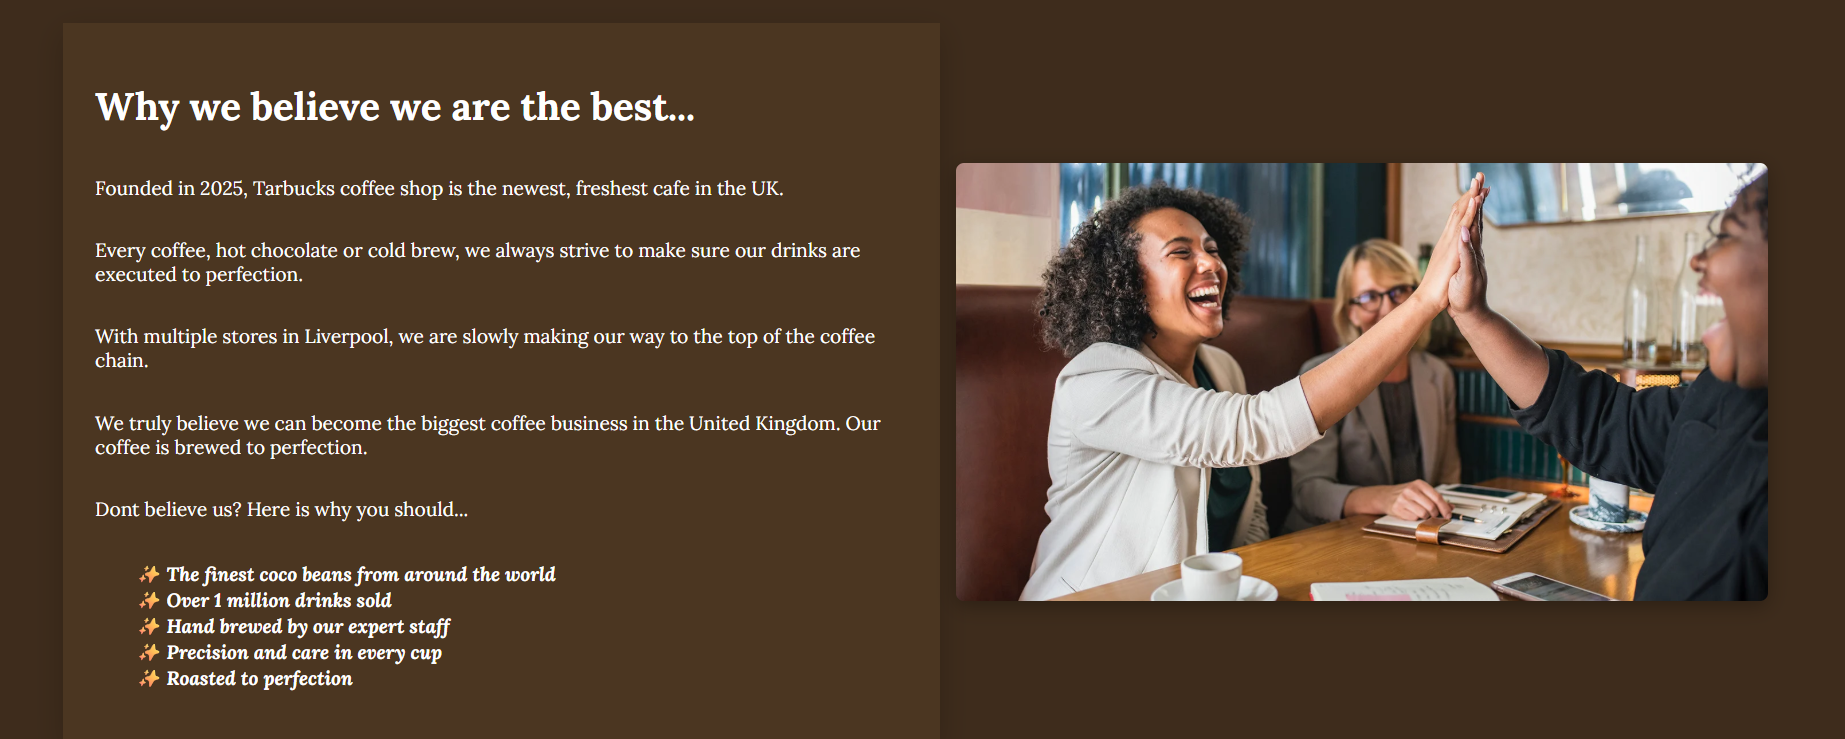 Why we believe we are the best...
Founded in 2025, Tarbucks coffee shop is the newest, freshest cafe in the UK.
Every coffee, hot chocolate or cold brew, we always strive to make sure our drinks are
executed to perfection.
With multiple stores in Liverpool, we are slowly making our way to the top of the coffee
chain.
We truly believe we can become the biggest coffee business in the United Kingdom. Our
coffee is brewed to perfection.
Dont believe us? Here is why you should...
✨ The finest coco beans from around the world
✨ Over 1 million drinks sold
✨ Hand brewed by our expert staff
✨ Precision and care in every cup
✨ Roasted to perfection